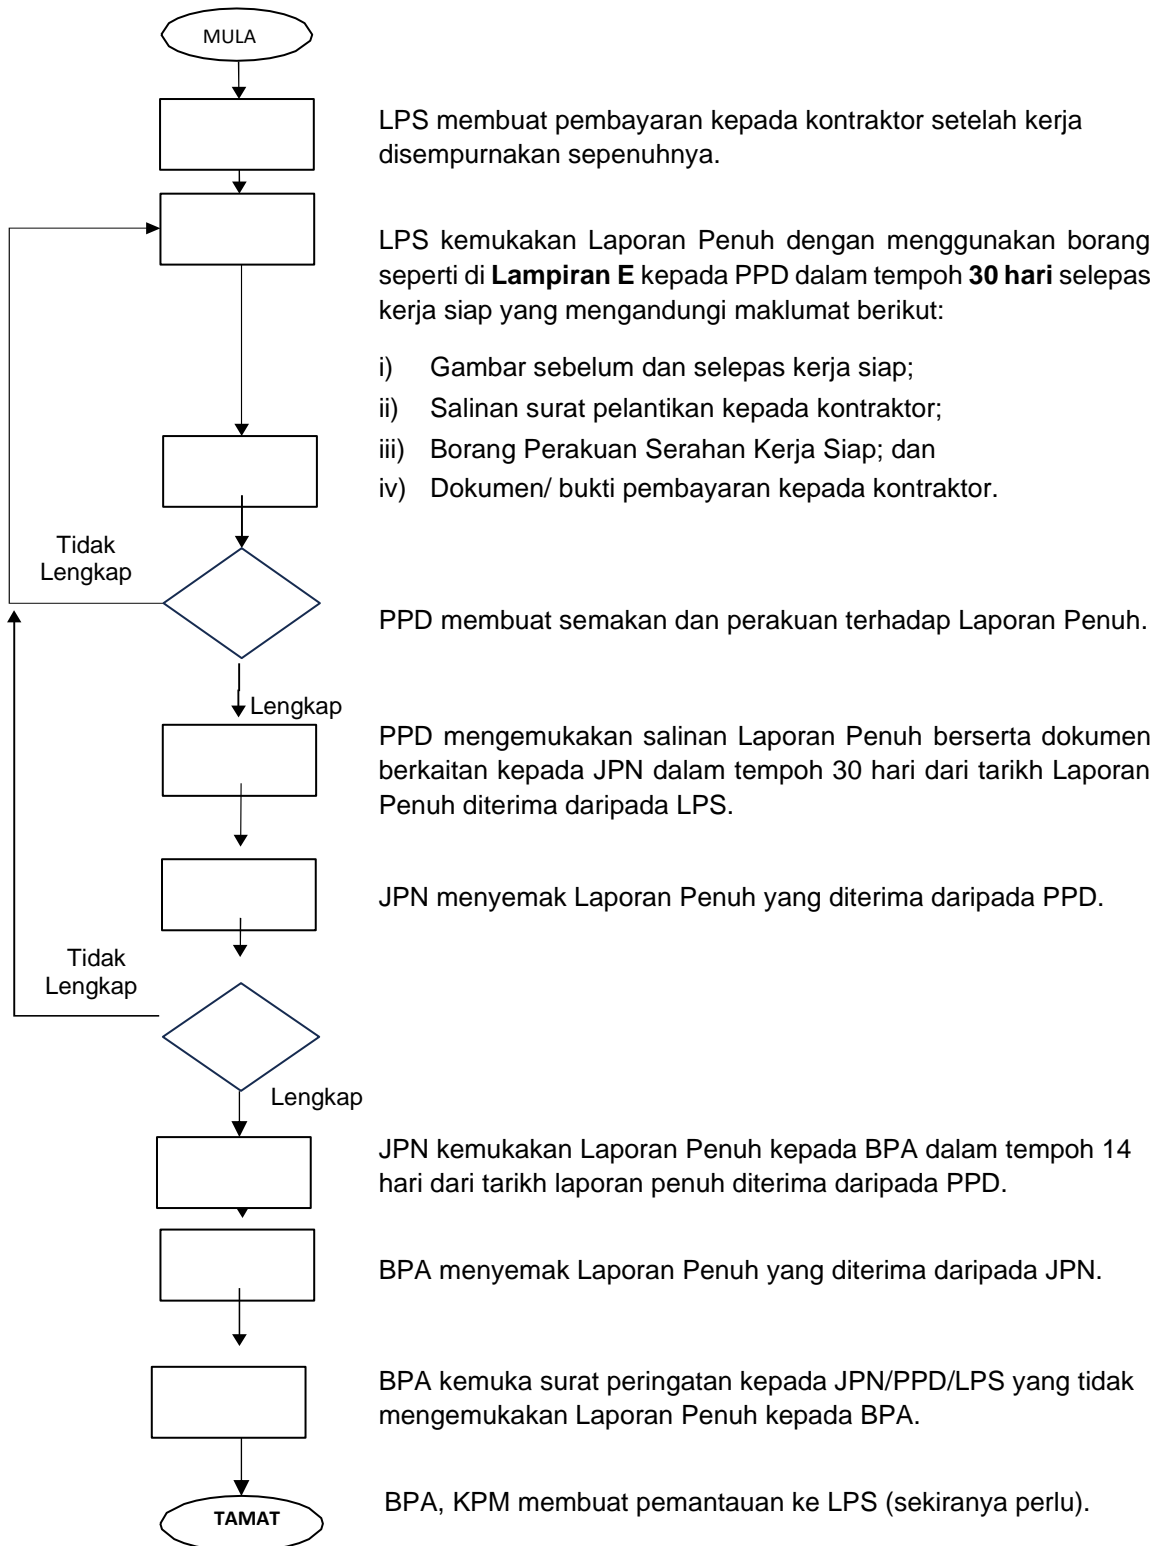 MULA
LPS membuat pembayaran kepada kontraktor setelah kerja
disempurnakan sepenuhnya.
LPS kemukakan Laporan Penuh dengan menggunakan borang
seperti di Lampiran E kepada PPD dalam tempoh 30 hari selepas
kerja siap yang mengandungi maklumat berikut:
i) Gambar sebelum dan selepas kerja siap;
ii) Salinan surat pelantikan kepada kontraktor;
iii) Borang Perakuan Serahan Kerja Siap; dan
iv) Dokumen/ bukti pembayaran kepada kontraktor.
Tidak
Lengkap
PPD membuat semakan dan perakuan terhadap Laporan Penuh.
Lengkap
PPD mengemukakan salinan Laporan Penuh berserta dokumen
berkaitan kepada JPN dalam tempoh 30 hari dari tarikh Laporan
Penuh diterima daripada LPS.
JPN menyemak Laporan Penuh yang diterima daripada PPD.
Tidak
Lengkap
Lengkap
JPN kemukakan Laporan Penuh kepada BPA dalam tempoh 14
hari dari tarikh laporan penuh diterima daripada PPD.
BPA menyemak Laporan Penuh yang diterima daripada JPN.
BPA kemuka surat peringatan kepada JPN/PPD/LPS yang tidak
mengemukakan Laporan Penuh kepada BPA.
BPA, KPM membuat pemantauan ke LPS (sekiranya perlu).
TAMAT